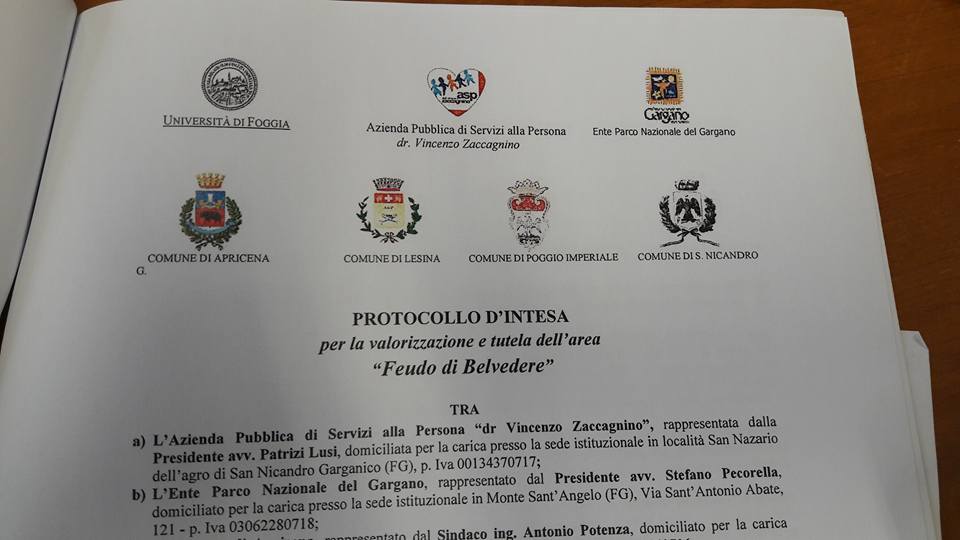 UNIVERSITÀ DI FOGGIA
asp
Azienda Pubblica di Servizi alla Persona
dr. Vincenzo Zaccagnino
Gargano
Ente Parco Nazionale del Gargano
COMUNE DI APRICENA
COMUNE DI LESINA
COMUNE DI POGGIO IMPERIALE
COMUNE DI S. NICANDRO
G.
PROTOCOLLO D'INTESA
per la valorizzazione e tutela dell'area
“Feudo di Belvedere”
TRA
a) L'Azienda Pubblica di Servizi alla Persona “dr Vincenzo Zaccagnino”, rappresentata dalla
Presidente avv. Patrizi Lusi, domiciliata per la carica presso la sede istituzionale in località San Nazario
dell'agro di San Nicandro Garganico (FG), p. Iva 00134370717;
b) L'Ente Parco Nazionale del Gargano, rappresentato dal Presidente avv. Stefano Pecorella,
domiciliato per la carica presso la sede istituzionale in Monte Sant'Angelo (FG), Via Sant'Antonio Abate,
121 - p. Iva 03062280718;
rappresentato dal Sindaco ing. Antonio Potenza, domiciliato per la carica